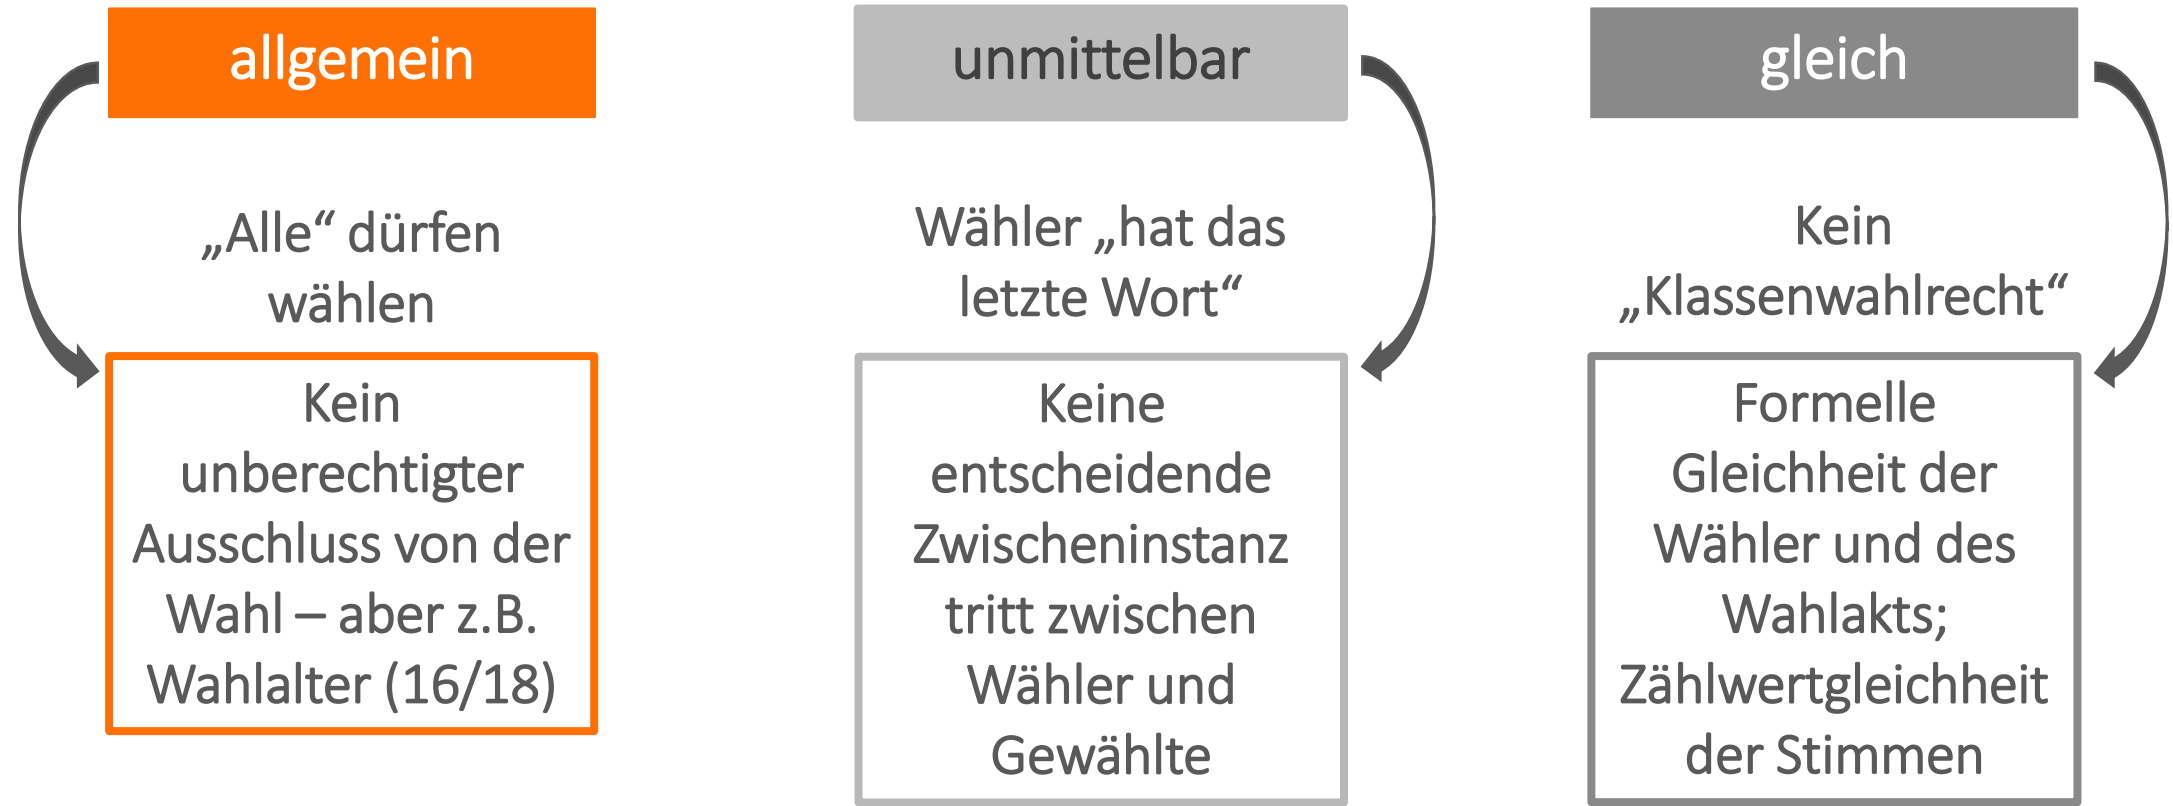 allgemein
„Alle“ dürfen
wählen
Kein
unberechtigter
Ausschluss von der
Wahl – aber z.B.
Wahlalter (16/18)
unmittelbar
Wähler „hat das
letzte Wort“
Keine
entscheidende
Zwischeninstanz
tritt zwischen
Wähler und
Gewählte
gleich
Kein
„Klassenwahlrecht“
Formelle
Gleichheit der
Wähler und des
Wahlakts;
Zählwertgleichheit
der Stimmen